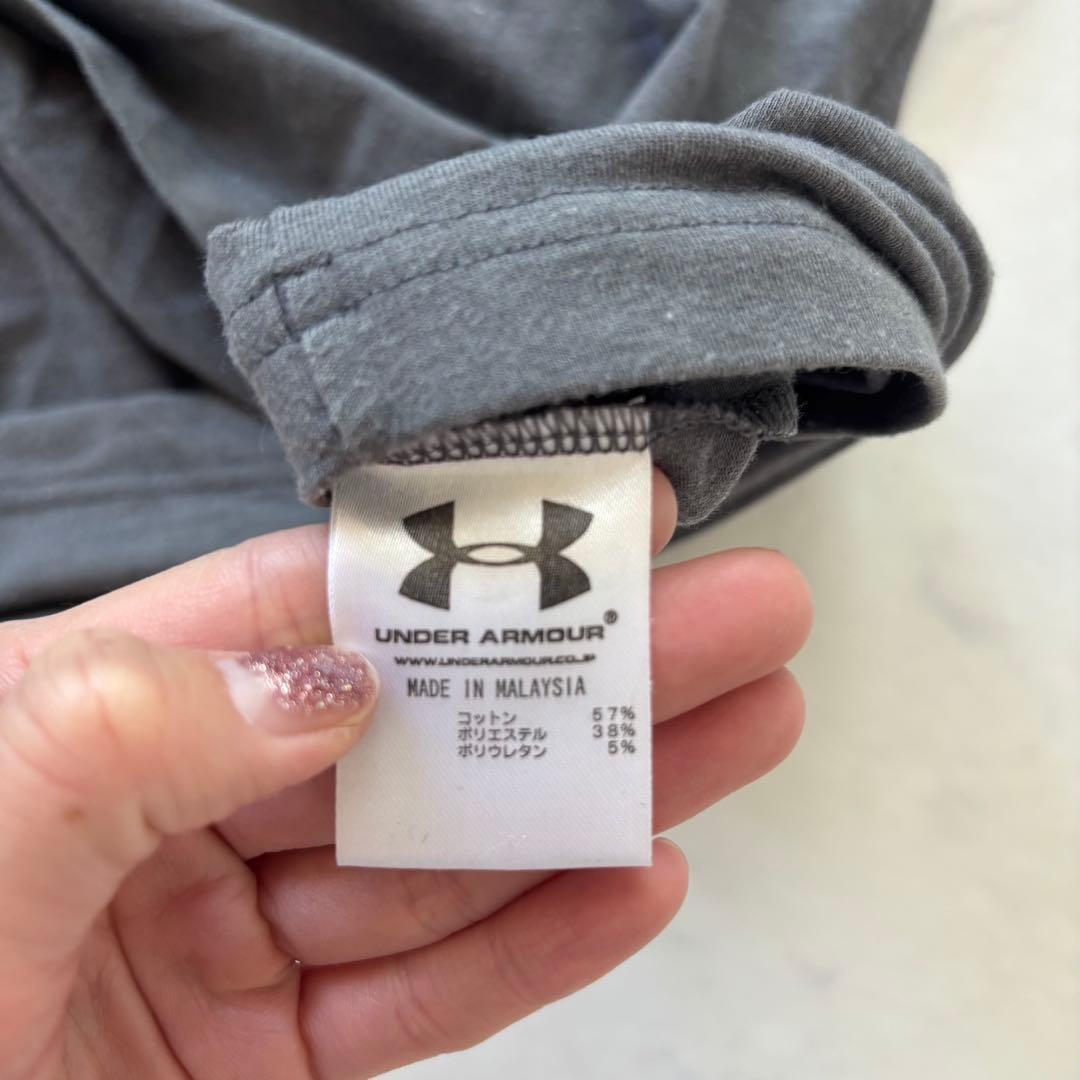 UNDER ARMOUR®
WWW.UNDERARMOUR.CO.JP
MADE IN MALAYSIA
コットン 57%
ポリエステル 38%
ポリウレタン 5%